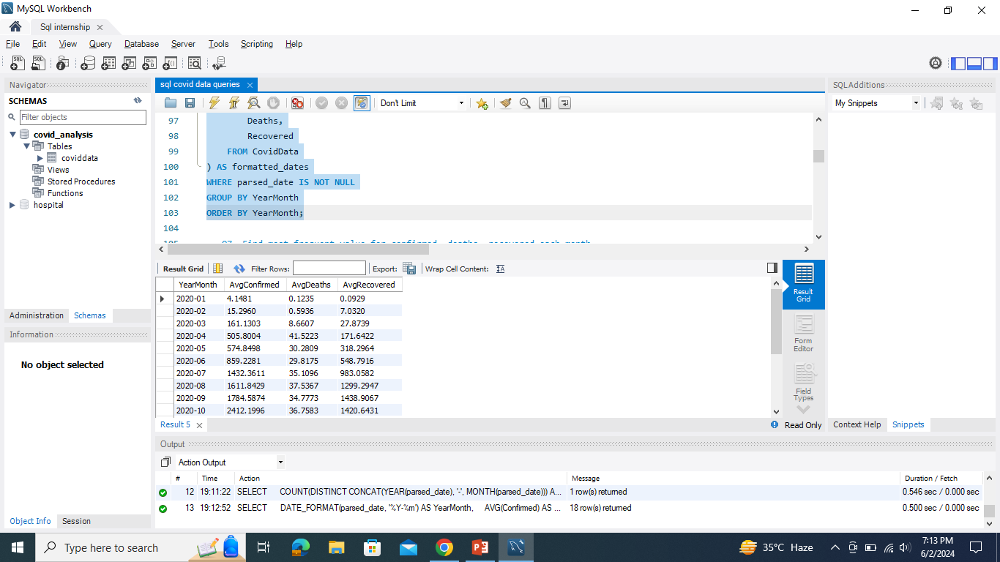 MySQL Workbench
Sql internship
File Edit View Query Database Server Tools Scripting Help
Navigator
SCHEMAS
Filter objects
covid_analysis
Tables
coviddata
Views
Stored Procedures
Functions
hospital
Administration Schemas
Information
No object selected
Object Info Session
sql covid data queries
Don't Limit
97 Deaths,
98 Recovered
99 FROM CovidData
100 ) AS formatted_dates
101 WHERE parsed_date IS NOT NULL
102 GROUP BY YearMonth
103 ORDER BY YearMonth;
104
Result Grid Filter Rows: Export: Wrap Cell Content:
YearMonth AvgConfirmed AvgDeaths AvgRecovered
2020-01 4.1481 0.1235 0.0929
2020-02 15.2960 0.5936 7.0320
2020-03 161.1303 8.6607 27.8739
2020-04 505.8004 41.5223 171.6422
2020-05 574.8498 30.2809 318.2964
2020-06 859.2281 29.8175 548.7916
2020-07 1432.3611 35.1096 983.0582
2020-08 1611.8429 37.5367 1299.2947
2020-09 1784.5874 34.7773 1438.9067
2020-10 2412.1996 36.7583 1420.6431
Result Grid
Form Editor
Field Types
Result 5
Read Only
SQLAdditions
My Snippets
Context Help Snippets
Output
Action Output
# Time Action Message Duration / Fetch
12 19:11:22 SELECT COUNT(DISTINCT CONCAT(YEAR(parsed_date), '-', MONTH(parsed_date))) A... 1 row(s) returned 0.546 sec / 0.000 sec
13 19:12:52 SELECT DATE_FORMAT(parsed_date, '%Y-%m') AS YearMonth, AVG(Confirmed) AS ... 18 row(s) returned 0.500 sec / 0.000 sec
Type here to search
35°C Haze
7:13 PM
6/2/2024